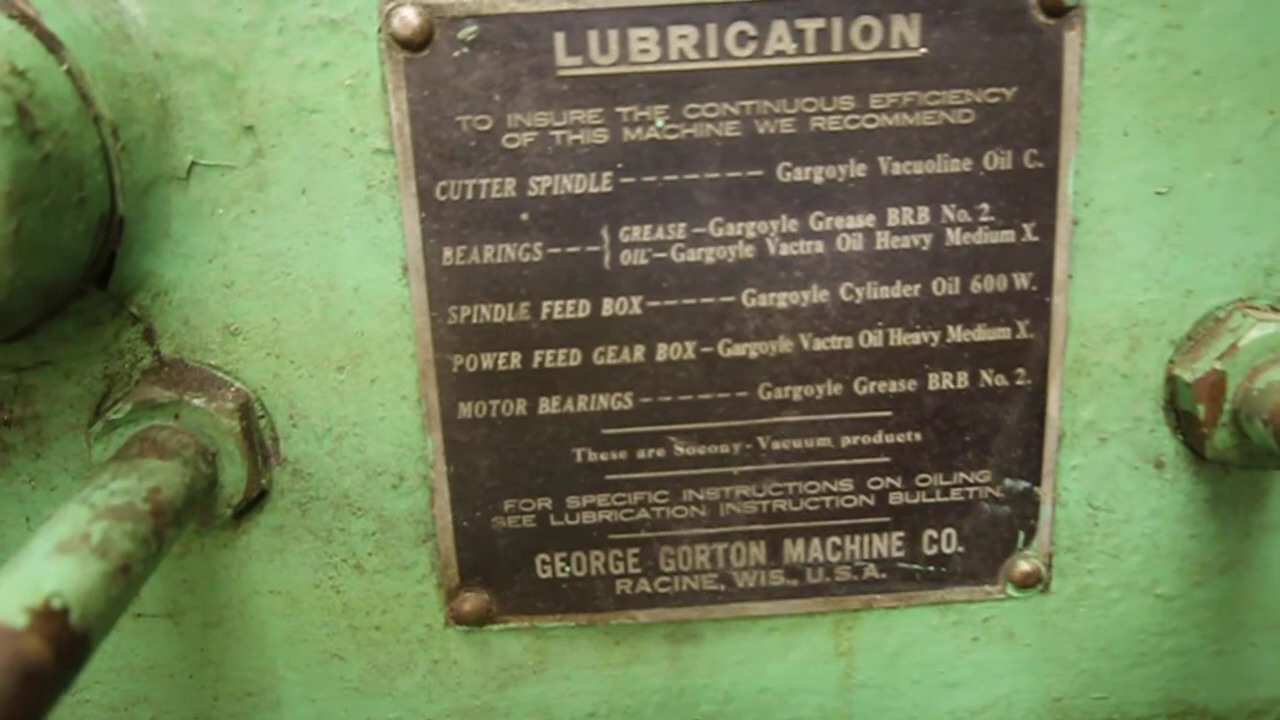 LUBRICATION
TO INSURE THE CONTINUOUS EFFICIENCY
OF THIS MACHINE WE RECOMMEND
CUTTER SPINDLE ------- Gargoyle Vacuoline Oil C.
BEARINGS --- { GREASE - Gargoyle Grease BRB No. 2.
OIL - Gargoyle Vactra Oil Heavy Medium X.
SPINDLE FEED BOX ----- Gargoyle Cylinder Oil 600 W.
POWER FEED GEAR BOX - Gargoyle Vactra Oil Heavy Medium X.
MOTOR BEARINGS ------ Gargoyle Grease BRB No. 2.
These are Socony-Vacuum products
FOR SPECIFIC INSTRUCTIONS ON OILING
SEE LUBRICATION INSTRUCTION BULLETIN.
GEORGE GORTON MACHINE CO.
RACINE, WIS., U.S.A.